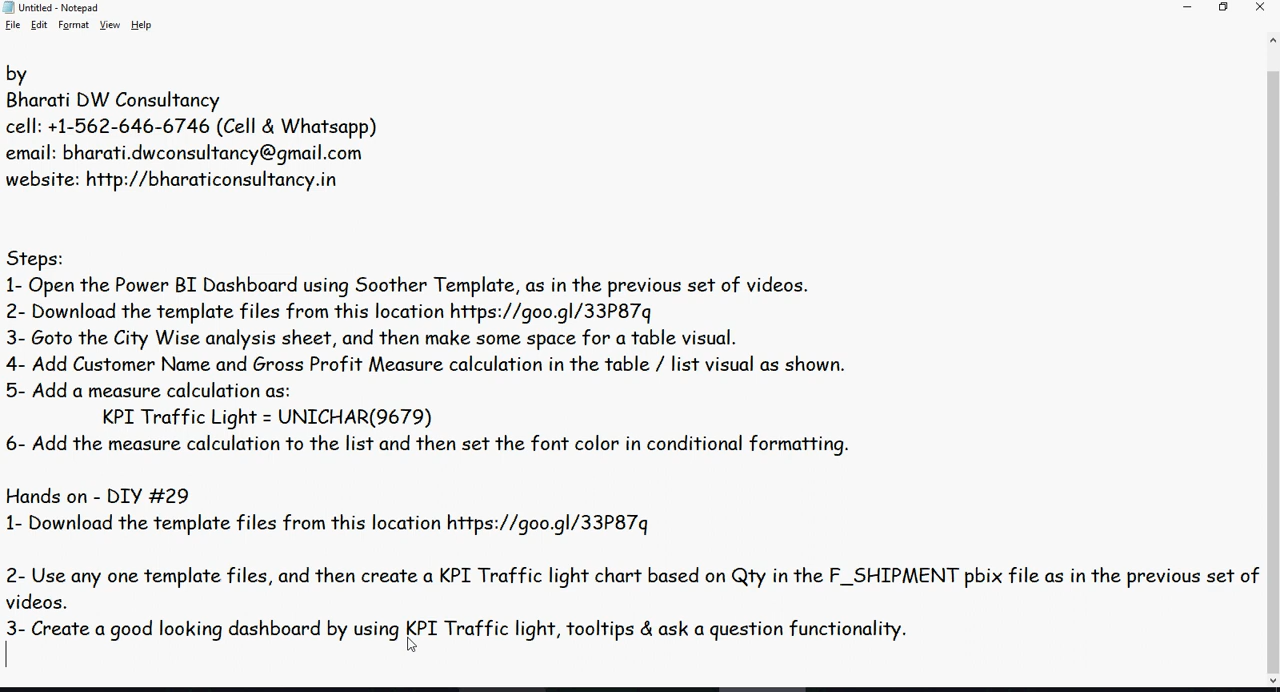 Untitled - Notepad
File Edit Format View Help
by
Bharati DW Consultancy
cell: +1-562-646-6746 (Cell & Whatsapp)
email: bharati.dwconsultancy@gmail.com
website: http://bharaticonsultancy.in
Steps:
1- Open the Power BI Dashboard using Soother Template, as in the previous set of videos.
2- Download the template files from this location https://goo.gl/33P87q
3- Goto the City Wise analysis sheet, and then make some space for a table visual.
4- Add Customer Name and Gross Profit Measure calculation in the table / list visual as shown.
5- Add a measure calculation as:
KPI Traffic Light = UNICHAR(9679)
6- Add the measure calculation to the list and then set the font color in conditional formatting.
Hands on - DIY #29
1- Download the template files from this location https://goo.gl/33P87q
2- Use any one template files, and then create a KPI Traffic light chart based on Qty in the F_SHIPMENT pbix file as in the previous set of
videos.
3- Create a good looking dashboard by using KPI Traffic light, tooltips & ask a question functionality.